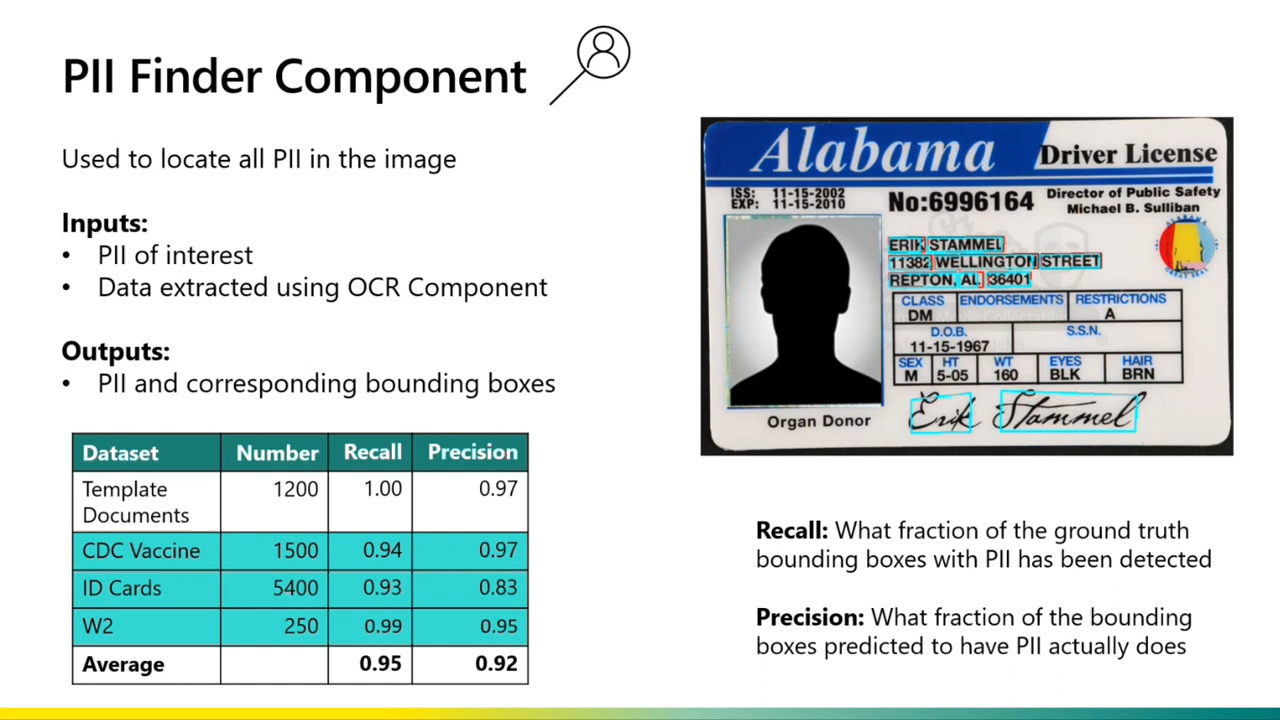 PII Finder Component
Used to locate all PII in the image
Inputs:
• PII of interest
• Data extracted using OCR Component
Outputs:
• PII and corresponding bounding boxes
Dataset Number Recall Precision
Template Documents 1200 1.00 0.97
CDC Vaccine 1500 0.94 0.97
ID Cards 5400 0.93 0.83
W2 250 0.99 0.95
Average 0.95 0.92
Alabama
Driver License
ISS: 11-15-2002
EXP: 11-15-2010
No:6996164
Director of Public Safety
Michael B. Sulliban
ERIK STAMMEL
11382 WELLINGTON STREET
REPTON, AL 36401
CLASS ENDORSEMENTS RESTRICTIONS
DM A
D.O.B. S.S.N.
11-15-1967
SEX HT WT EYES HAIR
M 5-05 160 BLK BRN
Erik Stammel
Organ Donor
Recall: What fraction of the ground truth
bounding boxes with PII has been detected
Precision: What fraction of the bounding
boxes predicted to have PII actually does